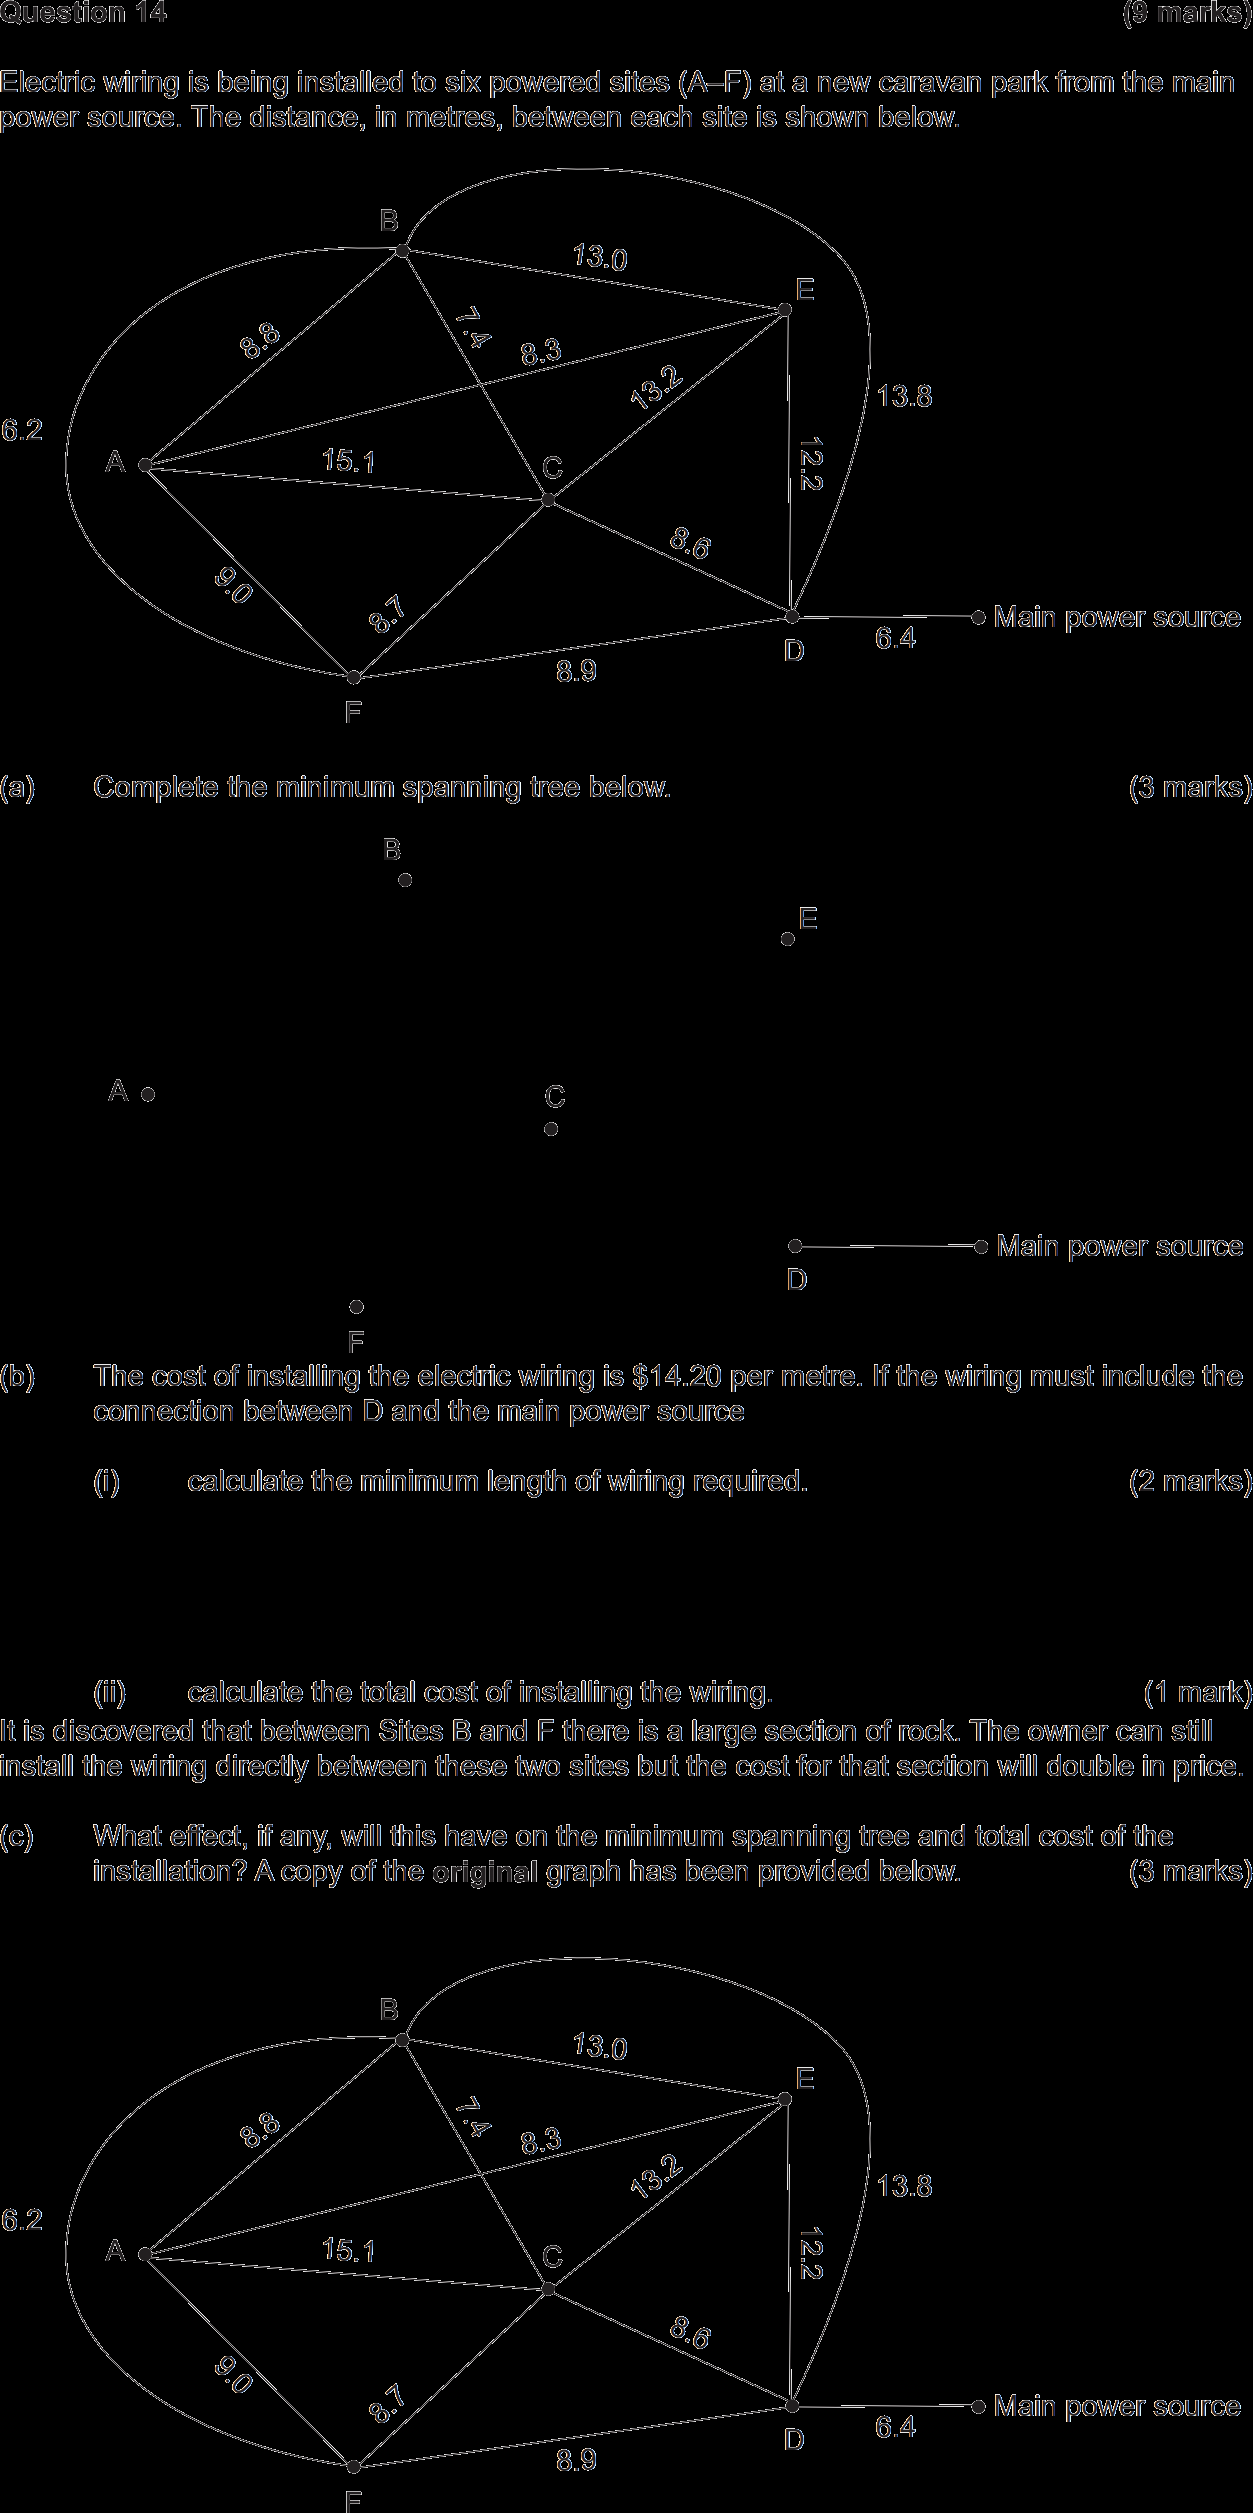 Question 14 (9 marks)
Electric wiring is being installed to six powered sites (A–F) at a new caravan park from the main
power source. The distance, in metres, between each site is shown below.
B
13.0
E
8.8
7.4
8.3
13.2
13.8
6.2
A
15.1
C
12.2
8.6
9.0
8.7
Main power source
6.4
D
8.9
F
(a) Complete the minimum spanning tree below. (3 marks)
B
E
A
C
Main power source
D
F
(b) The cost of installing the electric wiring is $14.20 per metre. If the wiring must include the
connection between D and the main power source
(i) calculate the minimum length of wiring required. (2 marks)
(ii) calculate the total cost of installing the wiring. (1 mark)
It is discovered that between Sites B and F there is a large section of rock. The owner can still
install the wiring directly between these two sites but the cost for that section will double in price.
(c) What effect, if any, will this have on the minimum spanning tree and total cost of the
installation? A copy of the original graph has been provided below. (3 marks)
B
13.0
E
8.8
7.4
8.3
13.2
13.8
6.2
A
15.1
C
12.2
8.6
9.0
8.7
Main power source
6.4
D
8.9
F